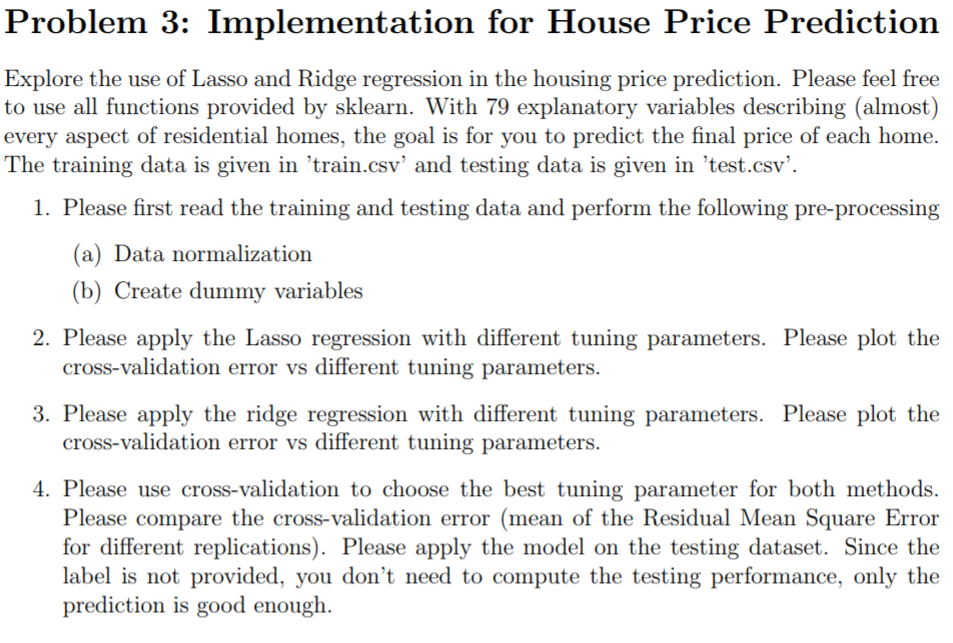 Problem 3: Implementation for House Price Prediction
Explore the use of Lasso and Ridge regression in the housing price prediction. Please feel free
to use all functions provided by sklearn. With 79 explanatory variables describing (almost)
every aspect of residential homes, the goal is for you to predict the final price of each home.
The training data is given in ’train.csv’ and testing data is given in ’test.csv’.
1. Please first read the training and testing data and perform the following pre-processing
(a) Data normalization
(b) Create dummy variables
2. Please apply the Lasso regression with different tuning parameters. Please plot the
cross-validation error vs different tuning parameters.
3. Please apply the ridge regression with different tuning parameters. Please plot the
cross-validation error vs different tuning parameters.
4. Please use cross-validation to choose the best tuning parameter for both methods.
Please compare the cross-validation error (mean of the Residual Mean Square Error
for different replications). Please apply the model on the testing dataset. Since the
label is not provided, you don’t need to compute the testing performance, only the
prediction is good enough.